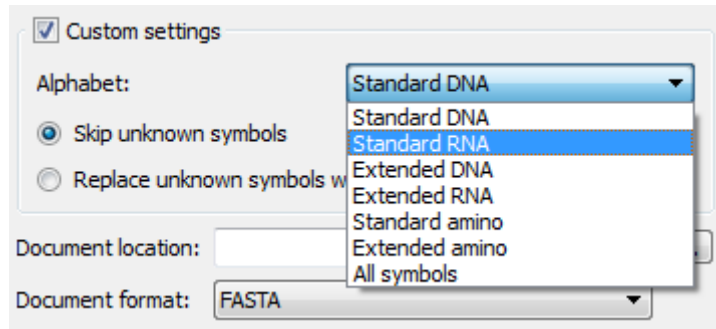 Custom settings
Alphabet:
Standard DNA
Standard DNA
Standard RNA
Extended DNA
Extended RNA
Standard amino
Extended amino
All symbols
Skip unknown symbols
Replace unknown symbols
Document location:
Document format:
FASTA